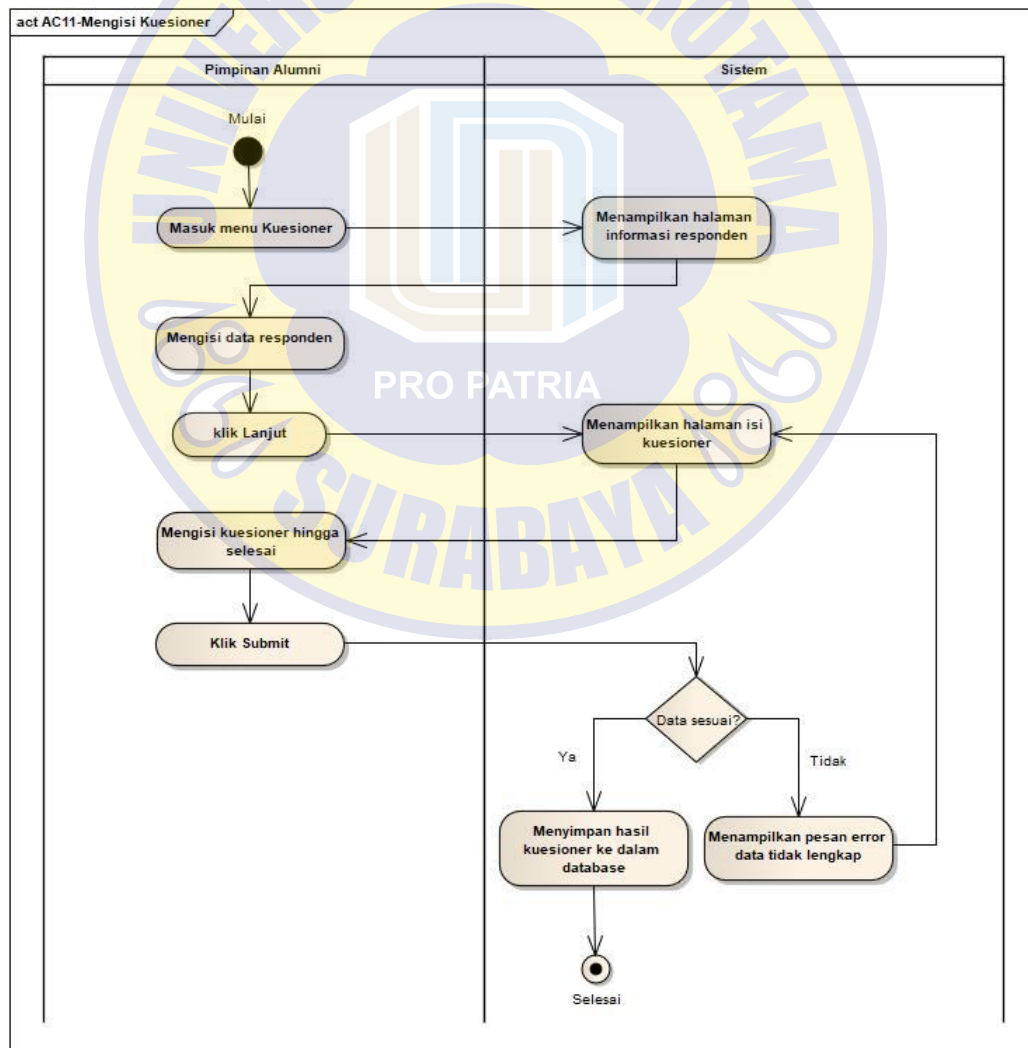 act AC11-Mengisi Kuesioner
Pimpinan Alumni
Sistem
Mulai
Masuk menu Kuesioner
Menampilkan halaman
informasi responden
Mengisi data responden
PRO PATRIA
klik Lanjut
Menampilkan halaman isi
kuesioner
SURABAYA
Mengisi kuesioner hingga
selesai
Klik Submit
Data sesuai?
Ya
Tidak
Menyimpan hasil
kuesioner ke dalam
database
Menampilkan pesan error
data tidak lengkap
Selesai